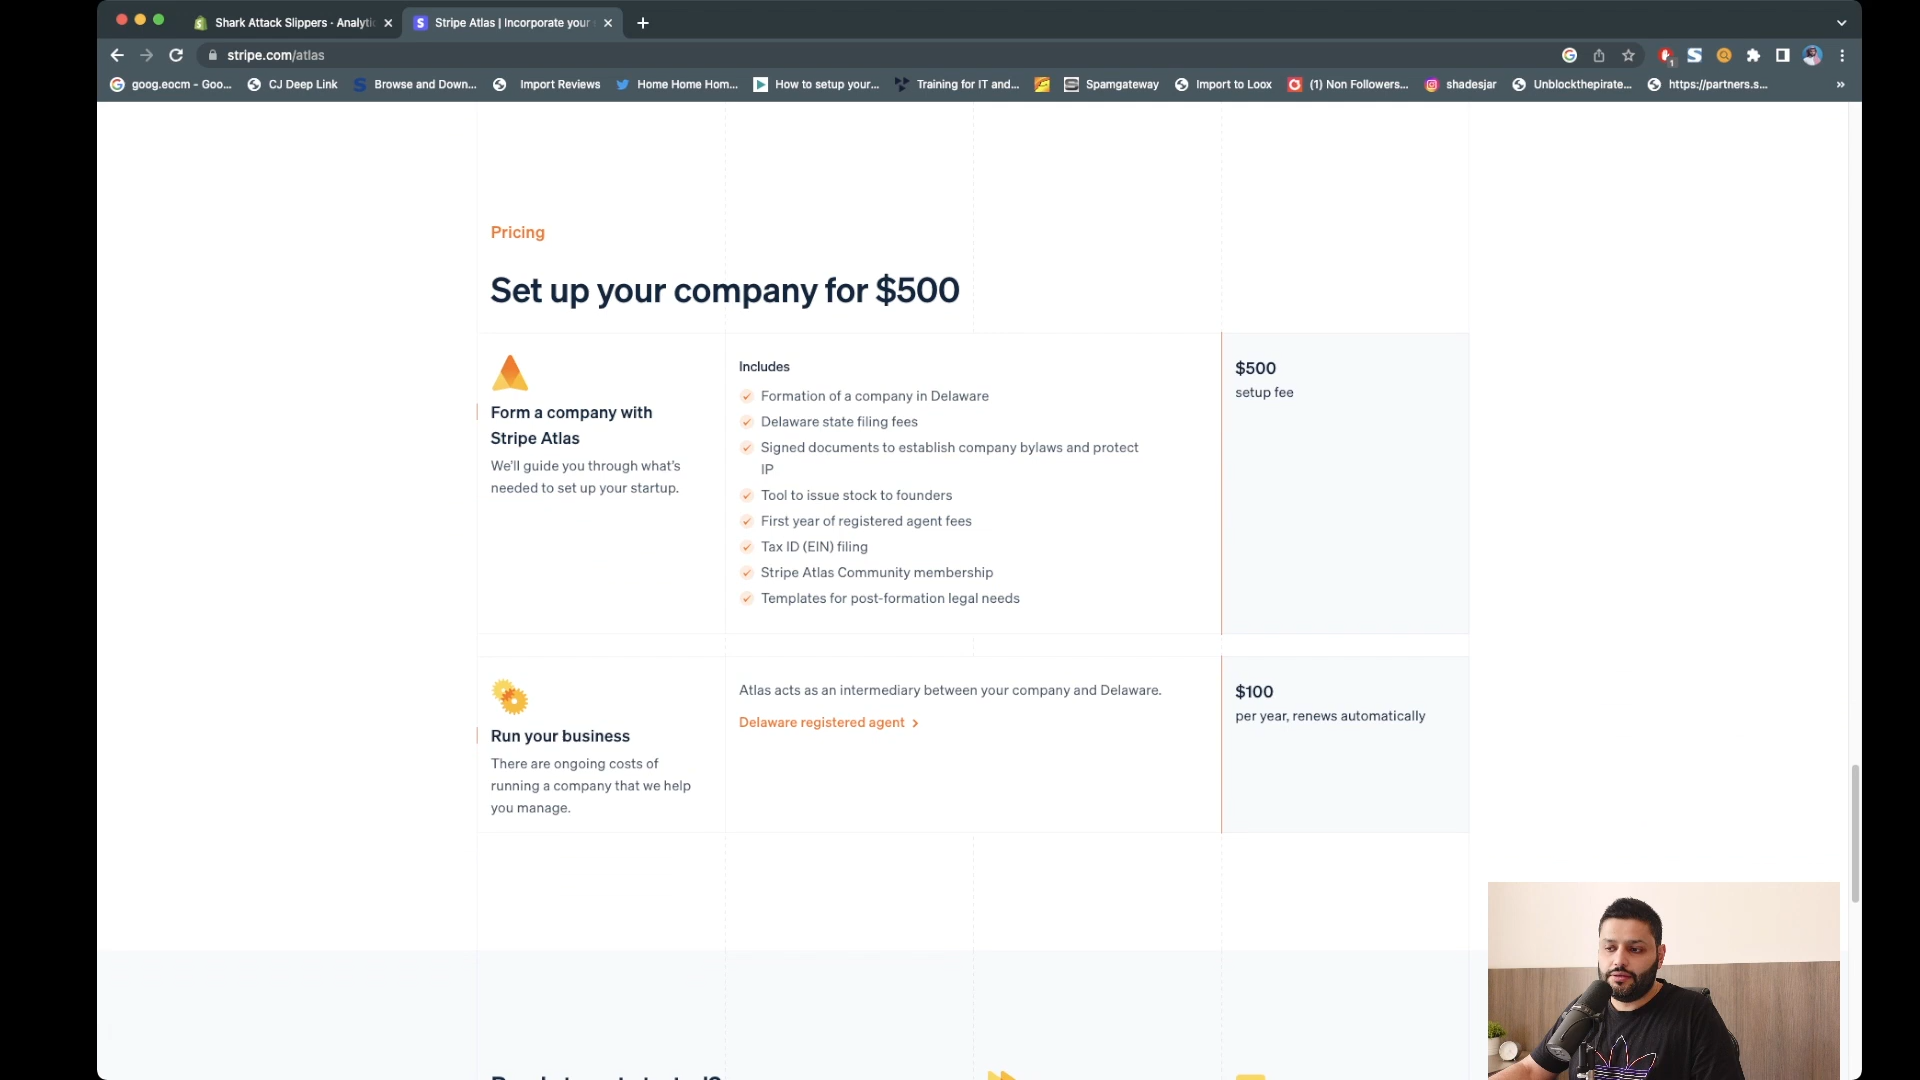 Shark Attack Slippers · Analytic
Stripe Atlas | Incorporate your
stripe.com/atlas
goog.eocm - Goo...
CJ Deep Link
Browse and Down...
Import Reviews
Home Home Hom...
How to setup your...
Training for IT and...
Spamgateway
Import to Loox
(1) Non Followers...
shadesjar
Unblockthepirate...
https://partners.s...
Pricing
Set up your company for $500
Form a company with
Stripe Atlas
We'll guide you through what's
needed to set up your startup.
Includes
Formation of a company in Delaware
Delaware state filing fees
Signed documents to establish company bylaws and protect
IP
Tool to issue stock to founders
First year of registered agent fees
Tax ID (EIN) filing
Stripe Atlas Community membership
Templates for post-formation legal needs
$500
setup fee
Run your business
There are ongoing costs of
running a company that we help
you manage.
Atlas acts as an intermediary between your company and Delaware.
Delaware registered agent
$100
per year, renews automatically